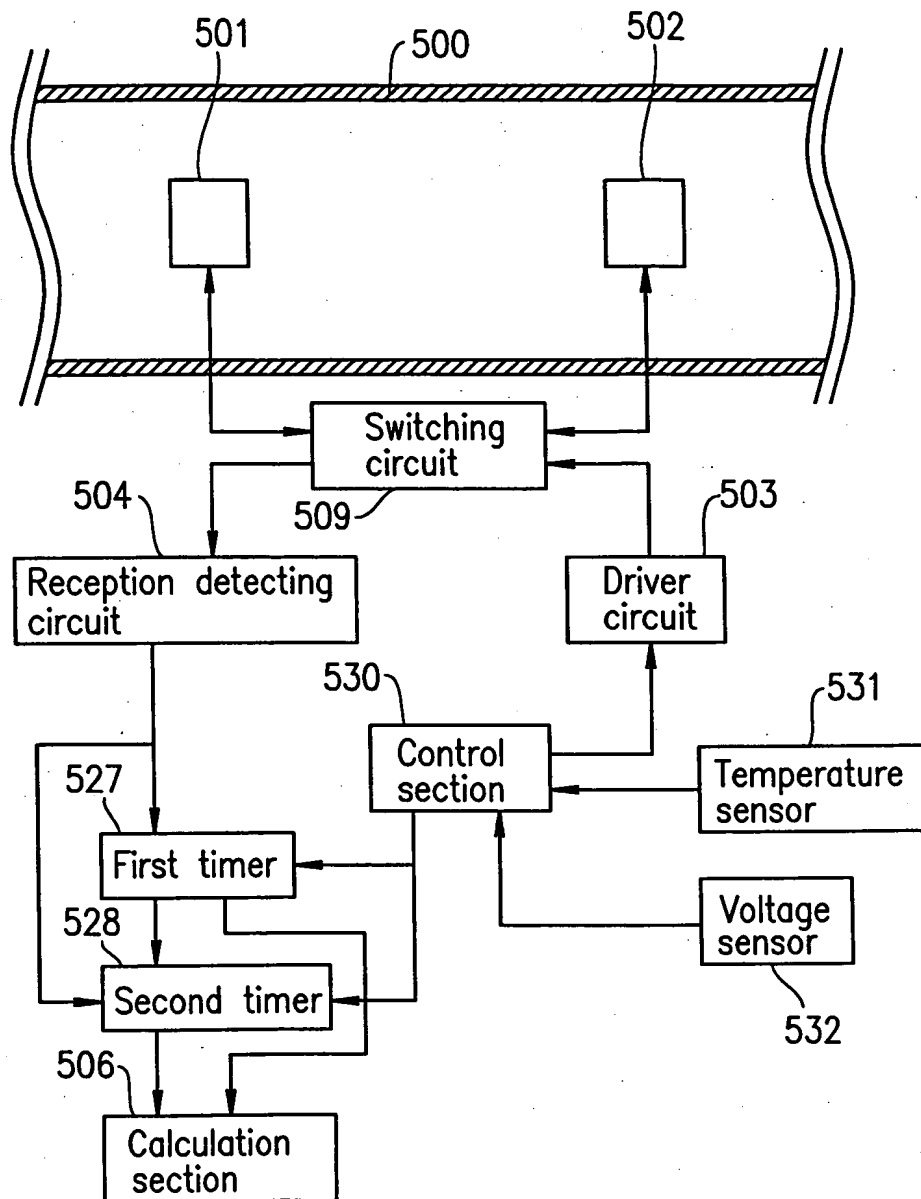 501
500
502
Switching
circuit
509
504
503
Reception detecting
circuit
Driver
circuit
530
531
Control
section
Temperature
sensor
527
First timer
528
Voltage
sensor
Second timer
532
506
Calculation
section